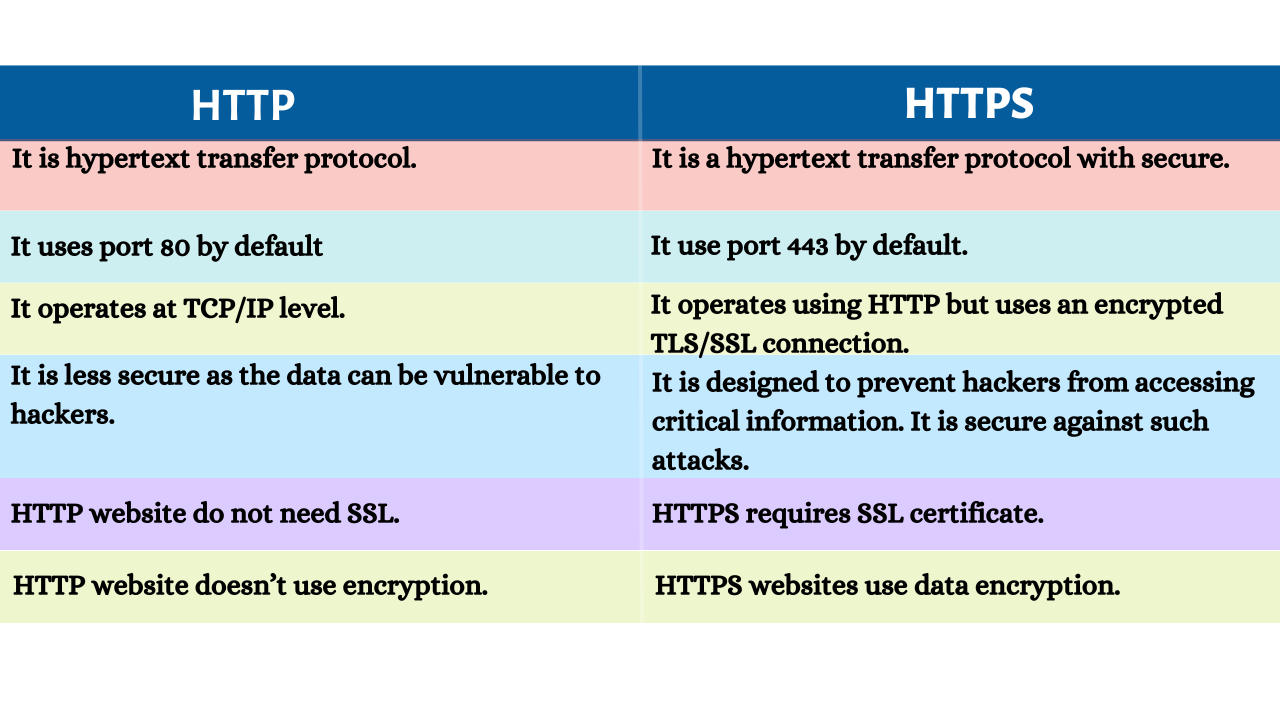 HTTP
HTTPS
It is hypertext transfer protocol.
It is a hypertext transfer protocol with secure.
It uses port 80 by default
It use port 443 by default.
It operates at TCP/IP level.
It operates using HTTP but uses an encrypted
TLS/SSL connection.
It is less secure as the data can be vulnerable to
hackers.
It is designed to prevent hackers from accessing
critical information. It is secure against such
attacks.
HTTP website do not need SSL.
HTTPS requires SSL certificate.
HTTP website doesn’t use encryption.
HTTPS websites use data encryption.